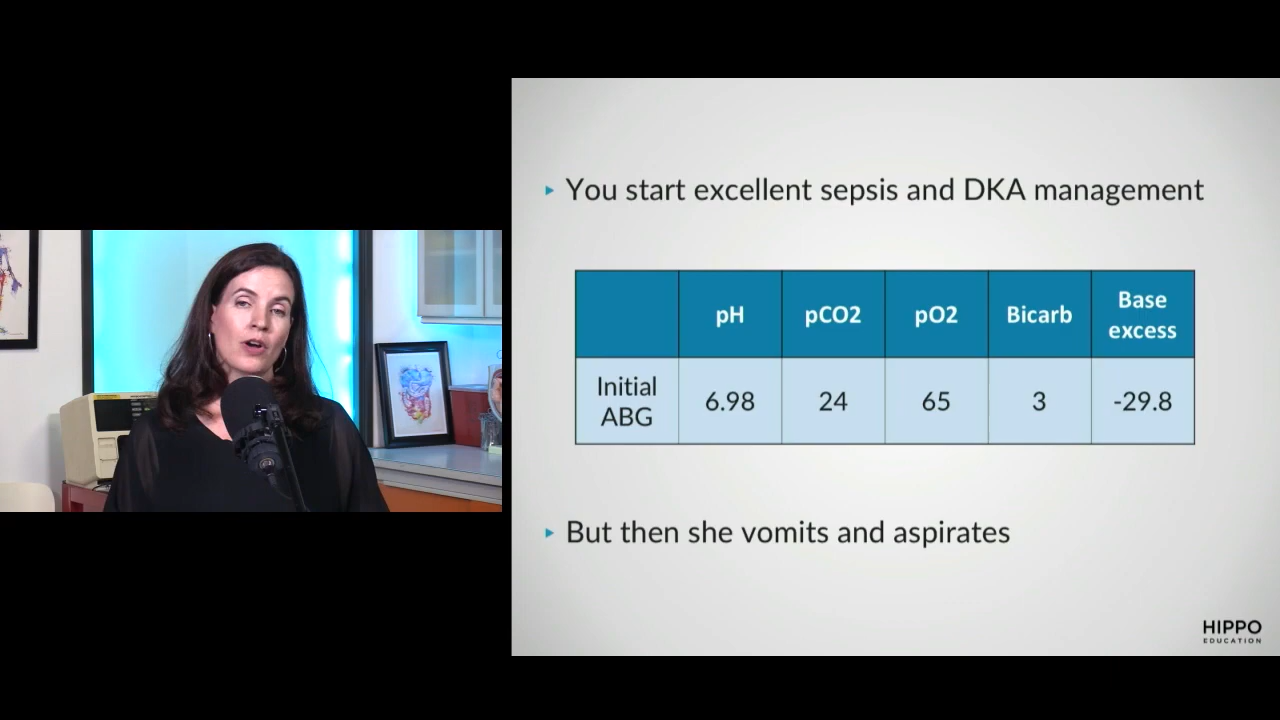 You start excellent sepsis and DKA management
pH pCO2 pO2 Bicarb Base excess
Initial ABG 6.98 24 65 3 -29.8
But then she vomits and aspirates
HIPPO
EDUCATION